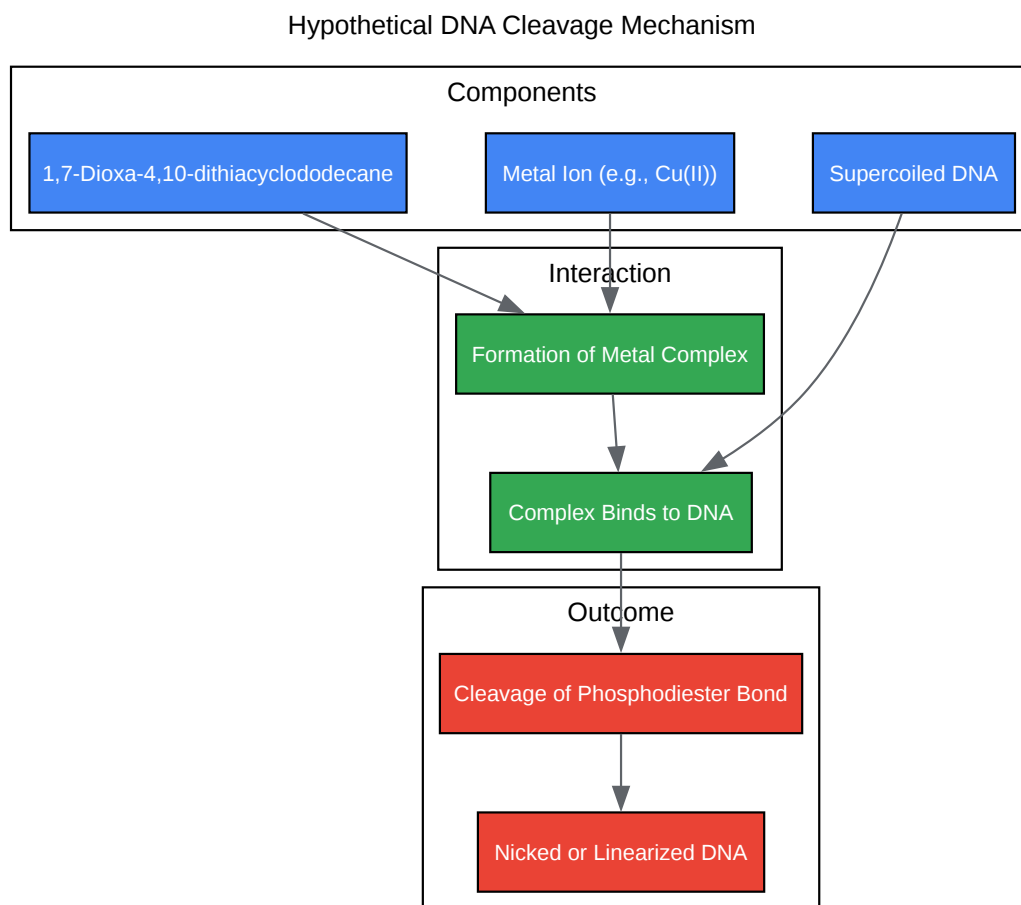 Hypothetical DNA Cleavage Mechanism
Components
1,7-Dioxa-4,10-dithiacyclododecane
Metal Ion (e.g., Cu(II))
Supercoiled DNA
Interaction
Formation of Metal Complex
Complex Binds to DNA
Outcome
Cleavage of Phosphodiester Bond
Nicked or Linearized DNA